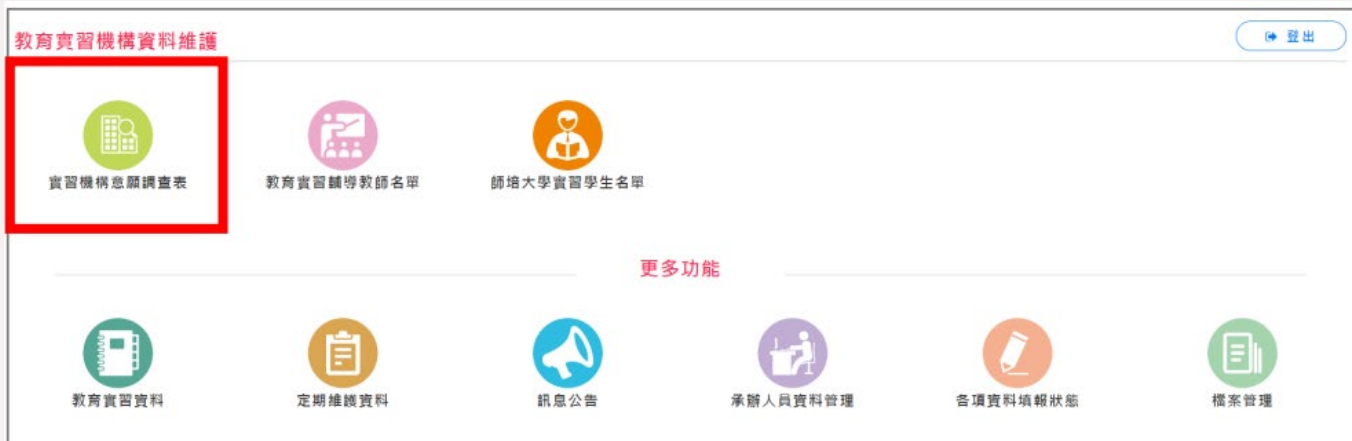 教育實習機構資料維護
登出
實習機構意願調查表
教育實習輔導教師名單
師培大學實習學生名單
更多功能
教育實習資料
定期維護資料
訊息公告
承辦人員資料管理
各項資料填報狀態
檔案管理